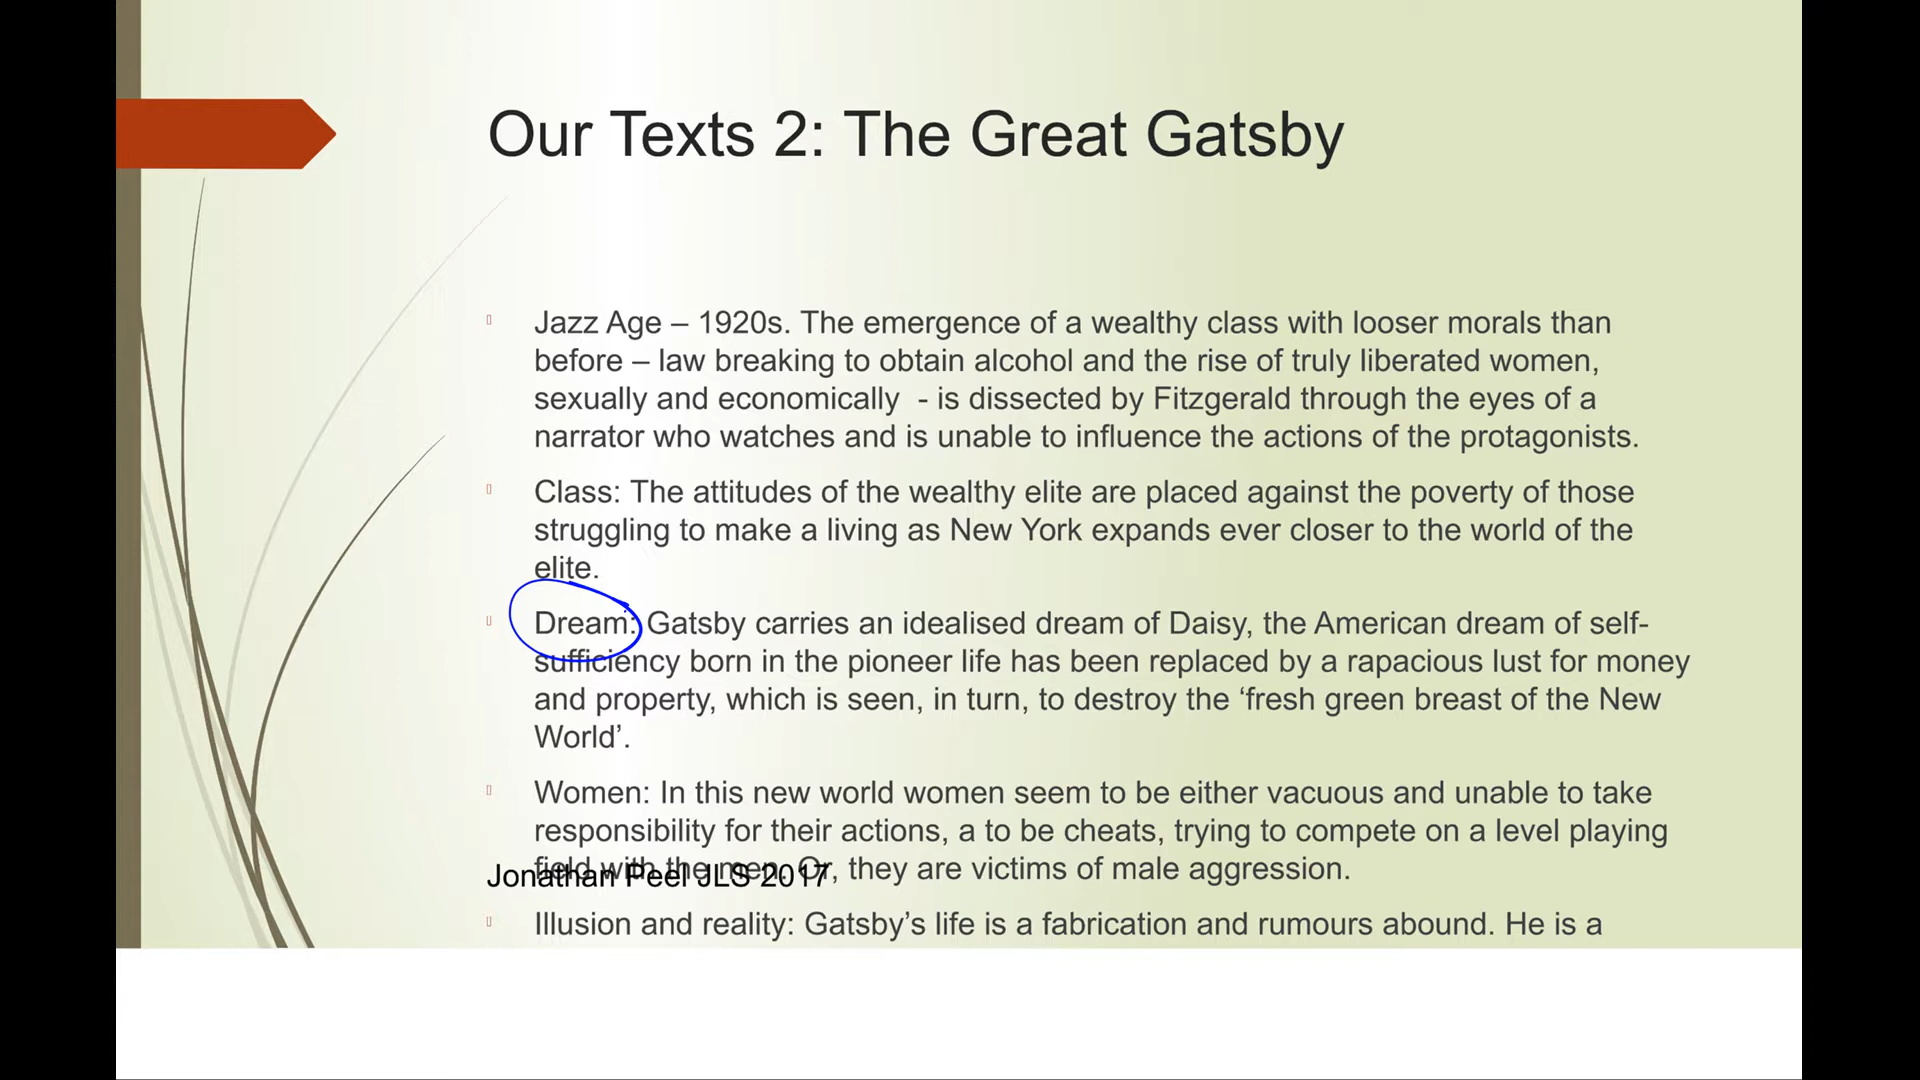 Our Texts 2: The Great Gatsby
Jazz Age – 1920s. The emergence of a wealthy class with looser morals than
before – law breaking to obtain alcohol and the rise of truly liberated women,
sexually and economically  - is dissected by Fitzgerald through the eyes of a
narrator who watches and is unable to influence the actions of the protagonists.
Class: The attitudes of the wealthy elite are placed against the poverty of those
struggling to make a living as New York expands ever closer to the world of the
elite.
Dream: Gatsby carries an idealised dream of Daisy, the American dream of self-
sufficiency born in the pioneer life has been replaced by a rapacious lust for money
and property, which is seen, in turn, to destroy the ‘fresh green breast of the New
World’.
Women: In this new world women seem to be either vacuous and unable to take
responsibility for their actions, a to be cheats, trying to compete on a level playing
field with the men. Or, they are victims of male aggression.
Jonathan Peel JLS 2017
Illusion and reality: Gatsby’s life is a fabrication and rumours abound. He is a